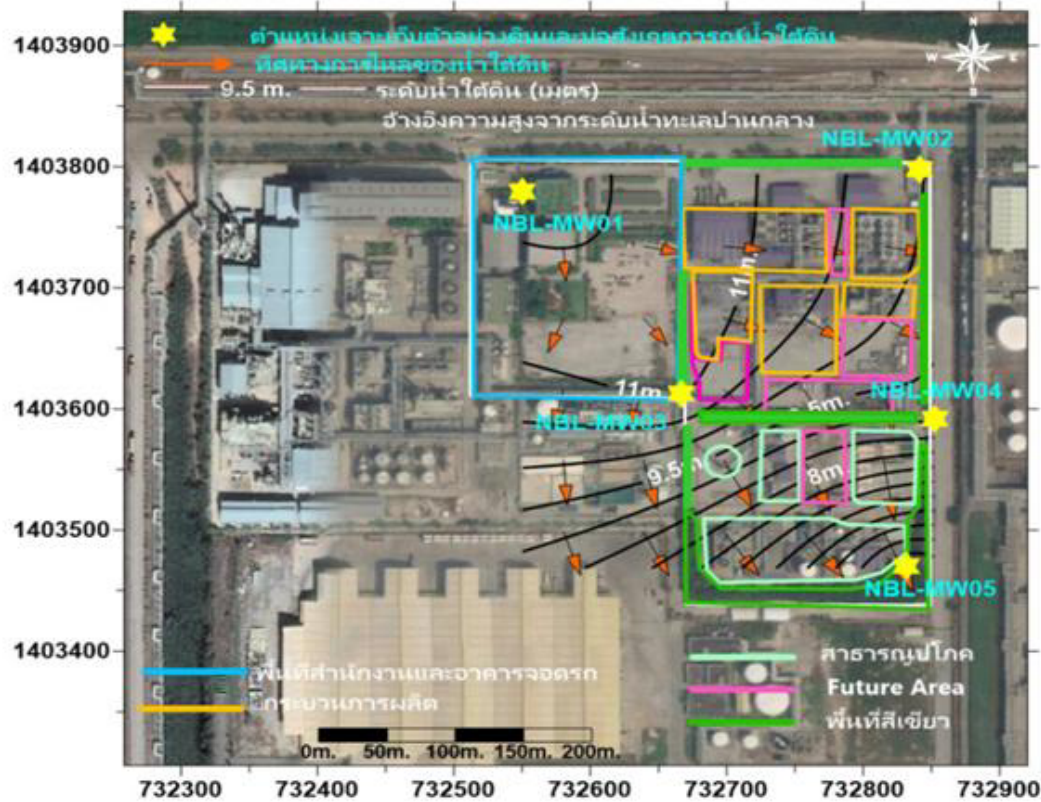 ตำแหน่งเจาะเก็บตัวอย่างดินและบ่อสังเกตการณ์น้ำใต้ดิน
ทิศทางการไหลของน้ำใต้ดิน
9.5 m. ระดับน้ำใต้ดิน (เมตร)
อ้างอิงความสูงจากระดับน้ำทะเลปานกลาง
N
W E
S
1403900
1403800
1403700
1403600
1403500
1403400
NBL-MW02
NBL-MW01
11m.
NBL-MW04
11m.
NBL-MW03
9.5m
8m.
NBL-MW05
พื้นที่สำนักงานและอาคารจอดรถ
กระบวนการผลิต
สาธารณูปโภค
Future Area
พื้นที่สีเขียว
0m. 50m. 100m. 150m. 200m.
732300 732400 732500 732600 732700 732800 732900